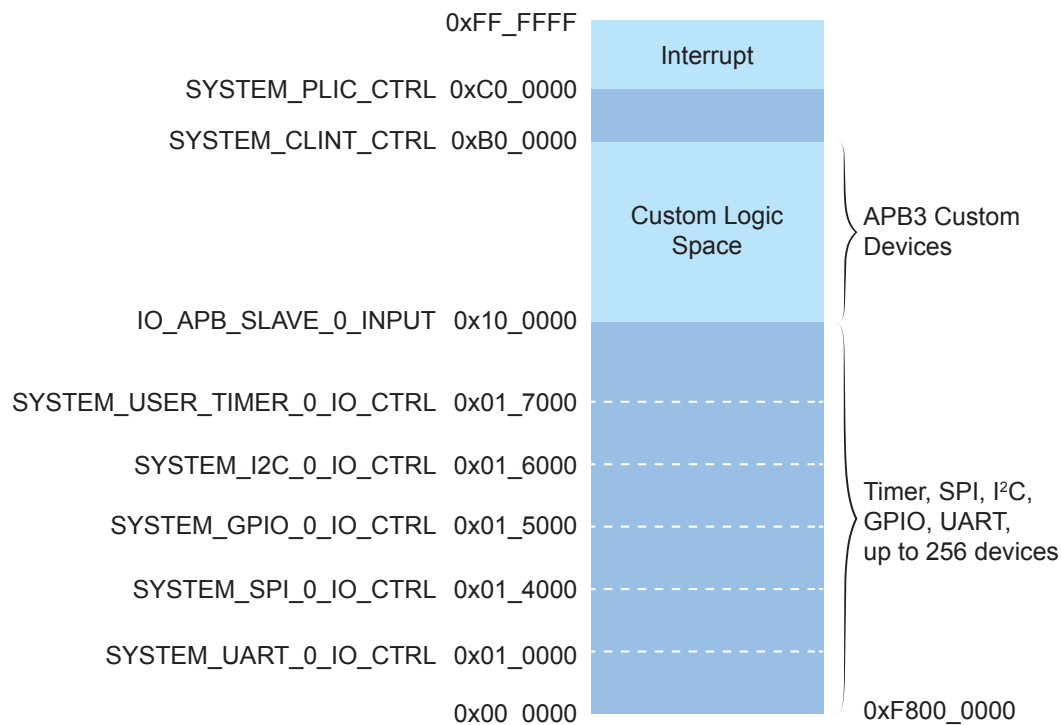 0xFF_FFFF
Interrupt
SYSTEM_PLIC_CTRL 0xC0_0000
SYSTEM_CLINT_CTRL 0xB0_0000
Custom Logic
Space
APB3 Custom
Devices
IO_APB_SLAVE_0_INPUT 0x10_0000
SYSTEM_USER_TIMER_0_IO_CTRL 0x01_7000
SYSTEM_I2C_0_IO_CTRL 0x01_6000
SYSTEM_GPIO_0_IO_CTRL 0x01_5000
SYSTEM_SPI_0_IO_CTRL 0x01_4000
SYSTEM_UART_0_IO_CTRL 0x01_0000
Timer, SPI, I²C,
GPIO, UART,
up to 256 devices
0x00_0000
0xF800_0000